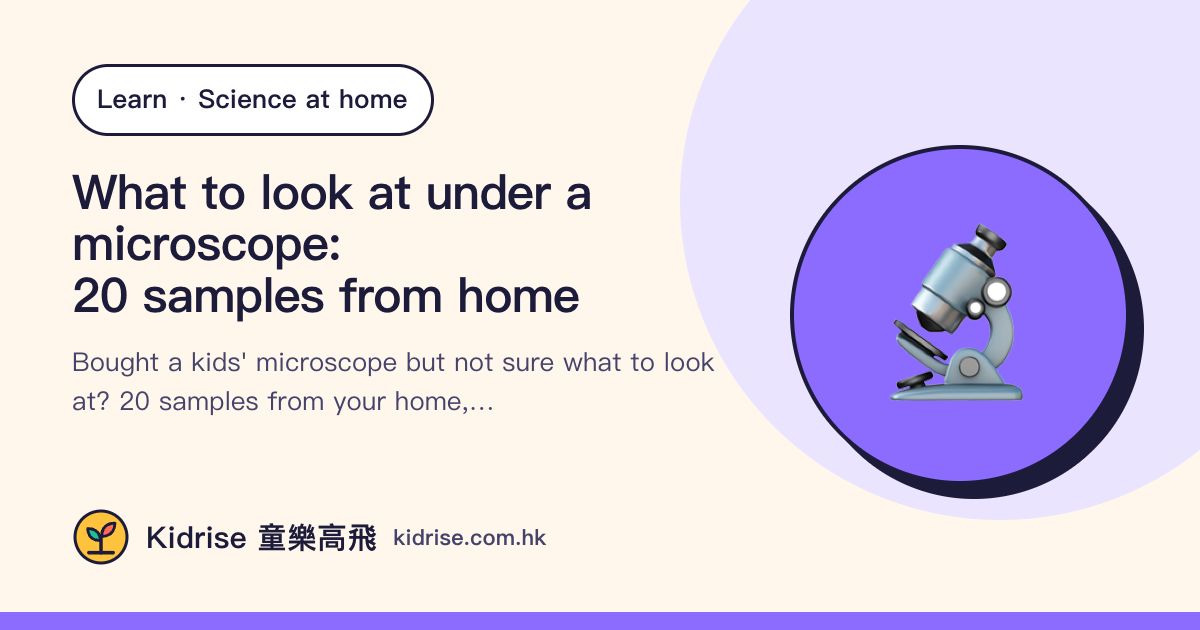 Learn · Science at home
What to look at under a
microscope:
20 samples from home
Bought a kids' microscope but not sure what to look
at? 20 samples from your home,...
Kidrise 童樂高飛 kidrise.com.hk